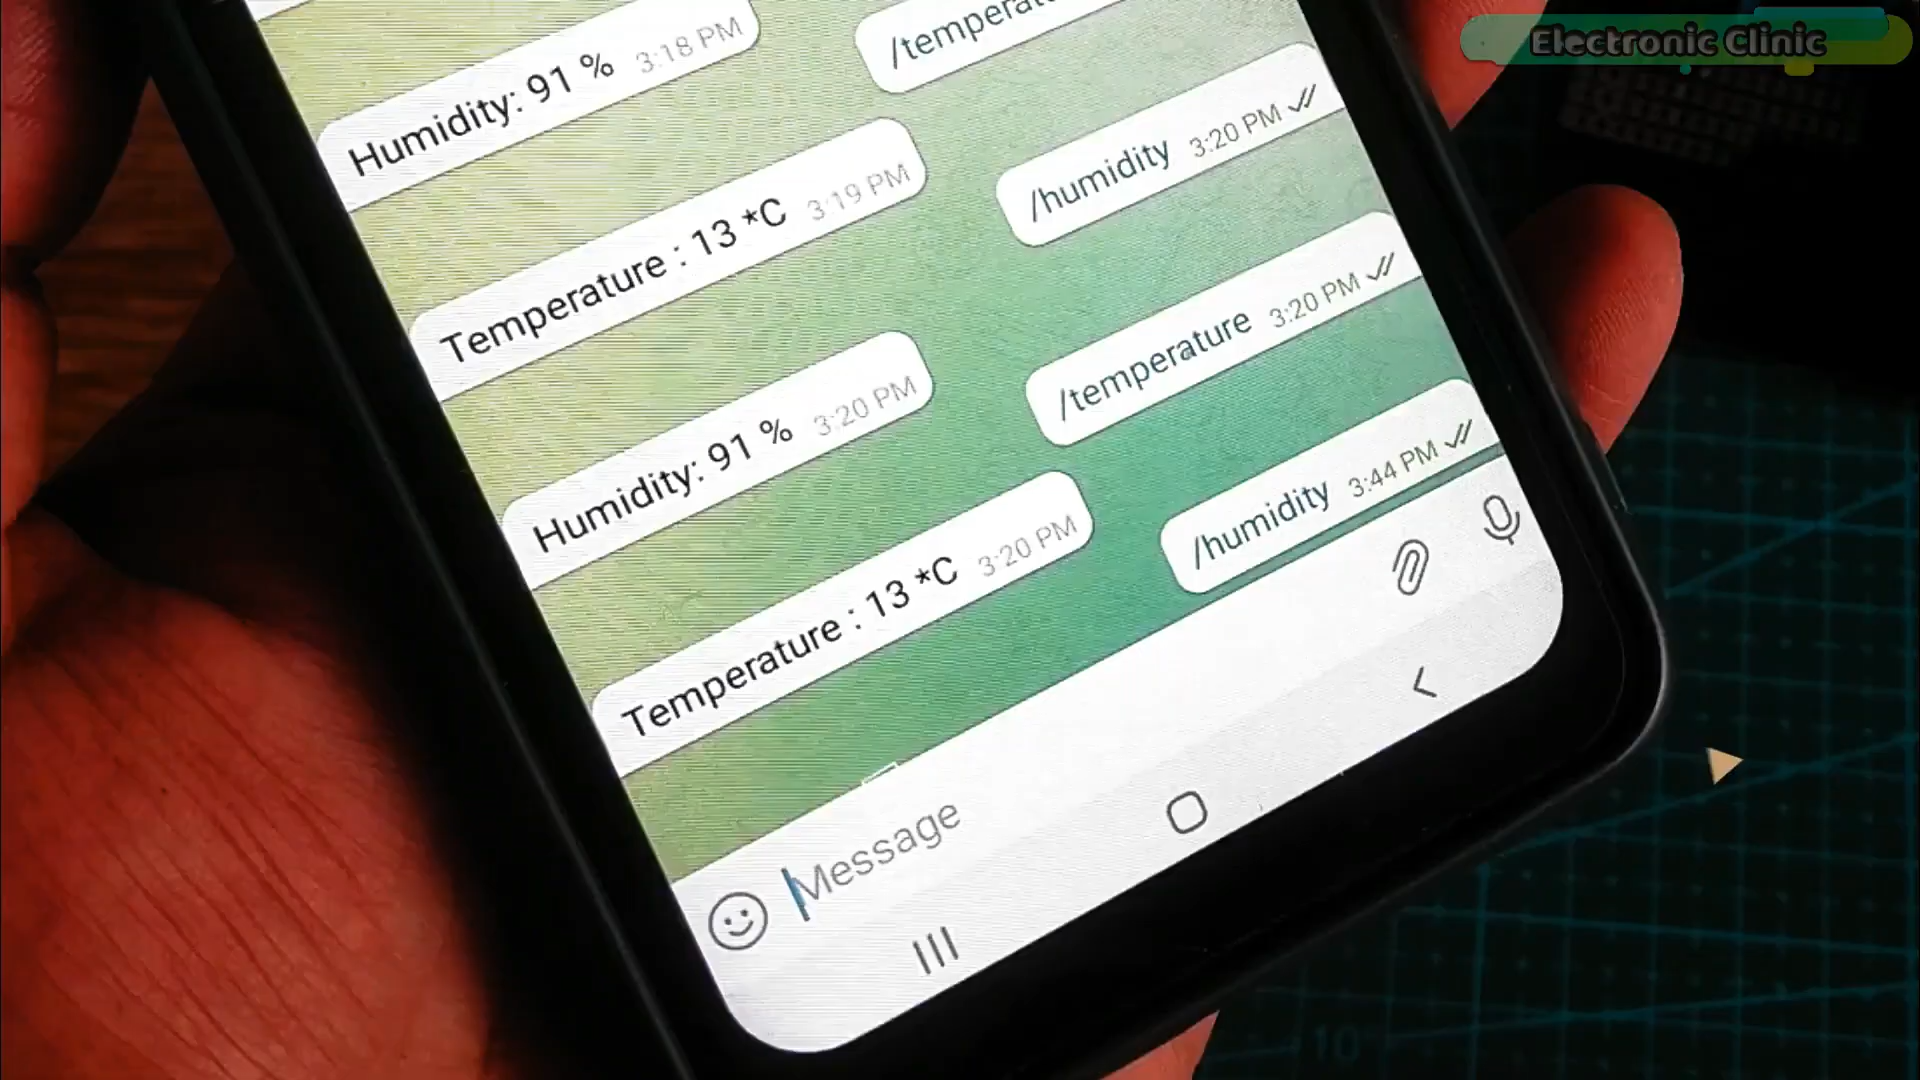 Electronic Clinic
Humidity: 91 % 3:18 PM
Temperature : 13 *C 3:19 PM
/humidity 3:20 PM
Humidity: 91 % 3:20 PM
/temperature 3:20 PM
Temperature : 13 *C 3:20 PM
/humidity 3:44 PM
Message
10